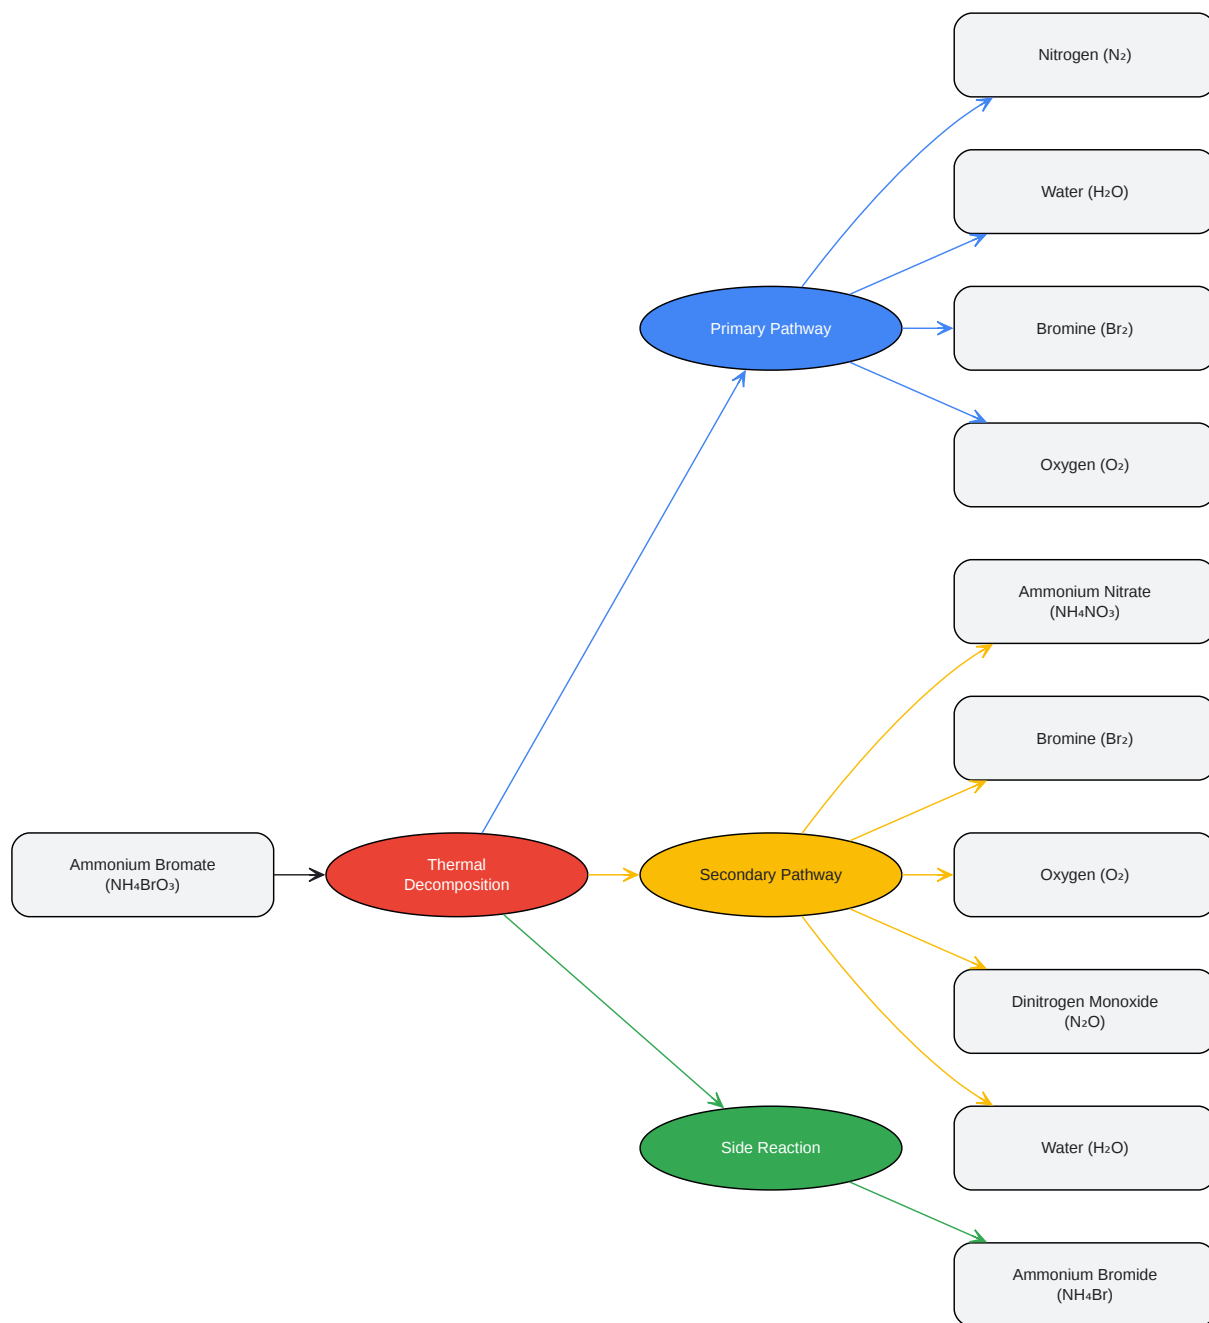 Nitrogen (N₂)
Water (H₂O)
Primary Pathway
Bromine (Br₂)
Oxygen (O₂)
Ammonium Nitrate
(NH₄NO₃)
Bromine (Br₂)
Ammonium Bromate
(NH₄BrO₃)
Thermal
Decomposition
Secondary Pathway
Oxygen (O₂)
Dinitrogen Monoxide
(N₂O)
Side Reaction
Water (H₂O)
Ammonium Bromide
(NH₄Br)